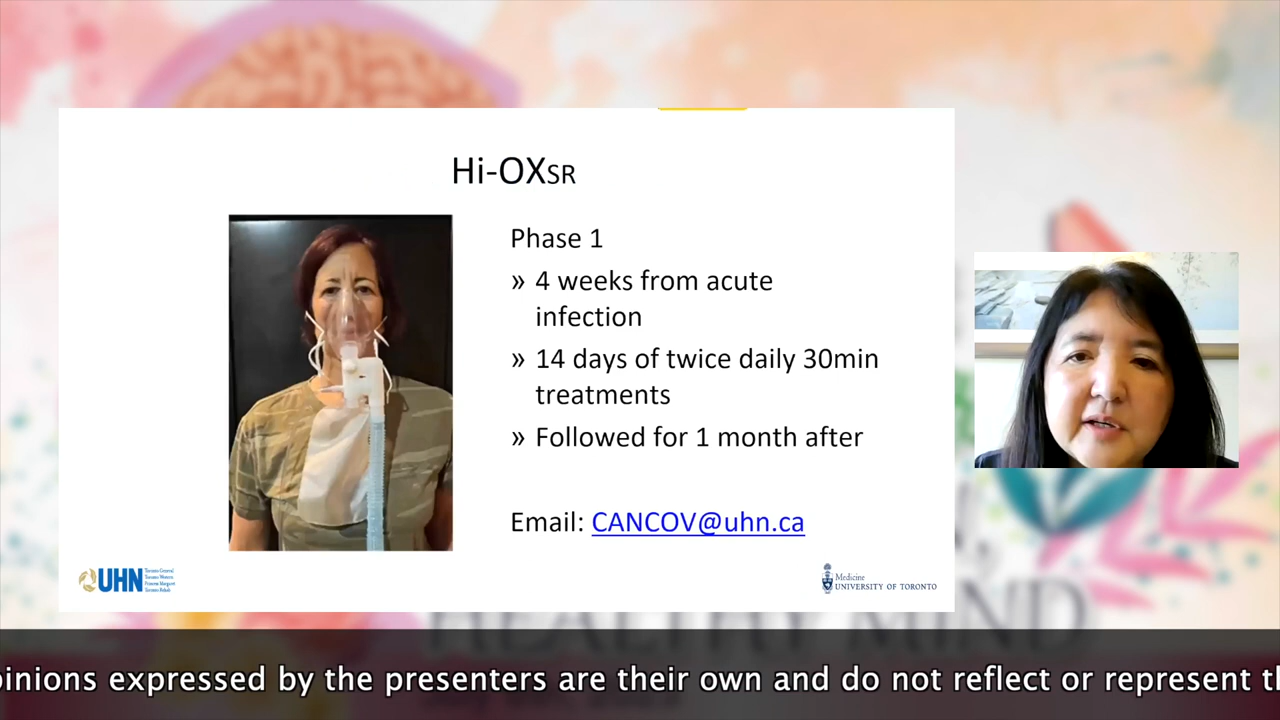 Hi-OXSR
Phase 1
» 4 weeks from acute
infection
» 14 days of twice daily 30min
treatments
» Followed for 1 month after
Email: CANCOV@uhn.ca
UHN
Toronto General
Toronto Western
Princess Margaret
Toronto Rehab
Medicine
UNIVERSITY OF TORONTO
HEALTHY MIND
pinions expressed by the presenters are their own and do not reflect or represent th